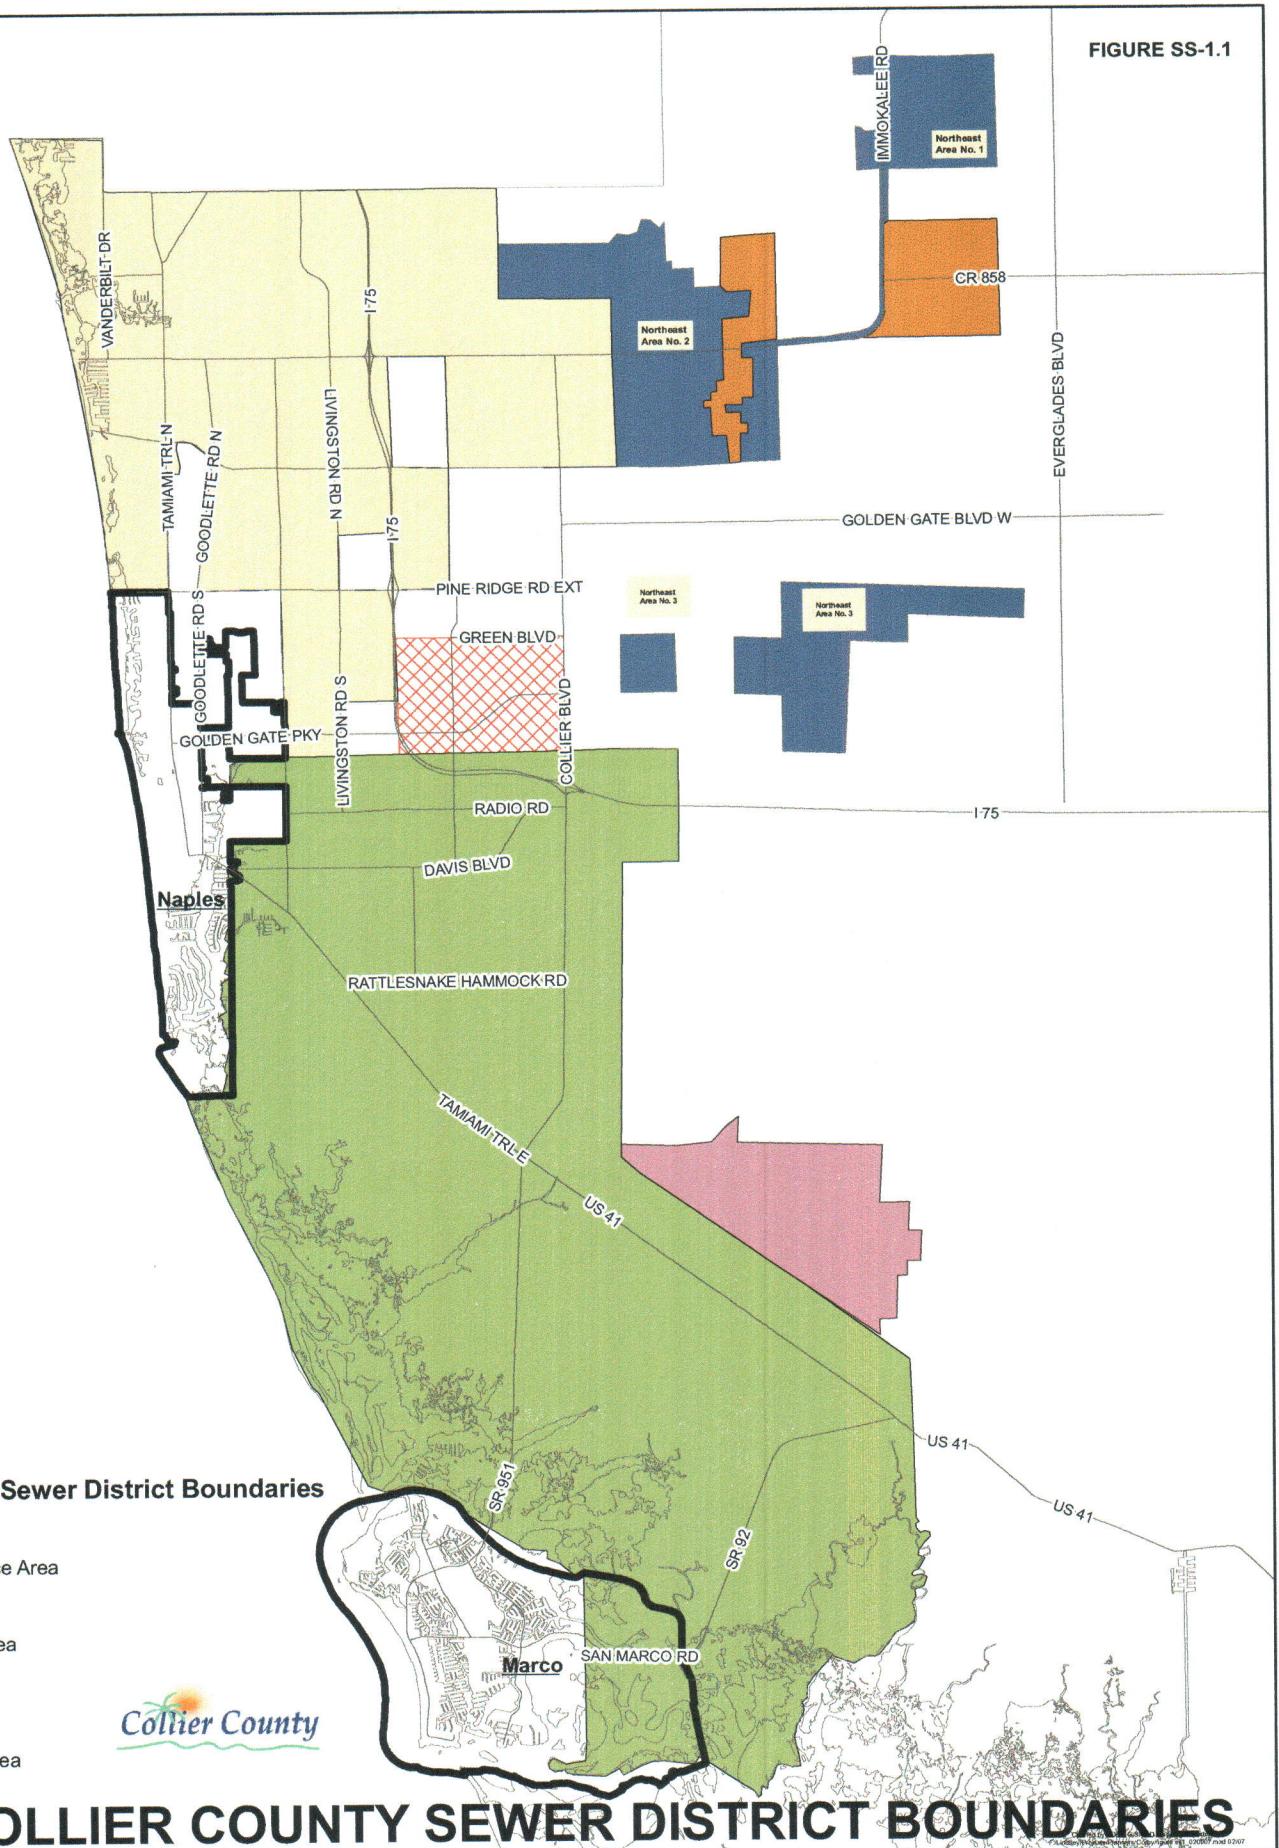 FIGURE SS-1.1
IMMOKALEE RD
Northeast
Area No. 1
VANDERBILT DR
I-75
CR 858
Northeast
Area No. 2
EVERGLADES BLVD
TAMIAMI TRL N
GOODLETTE RD N
LIVINGSTON RD N
I-75
GOLDEN GATE BLVD W
PINE RIDGE RD EXT
Northeast
Area No. 3
Northeast
Area No. 3
GREEN BLVD
GOODLETTE RD S
LIVINGSTON RD S
COLLIER BLVD
GOLDEN GATE PKY
RADIO RD
I-75
DAVIS BLVD
Naples
RATTLESNAKE HAMMOCK RD
TAMIAMI TRL E
US 41
US 41
SR 951
Sewer District Boundaries
US 41
SR 92
e Area
ea
SAN MARCO RD
Marco
Collier County
ea
OLLIER COUNTY SEWER DISTRICT BOUNDARIES